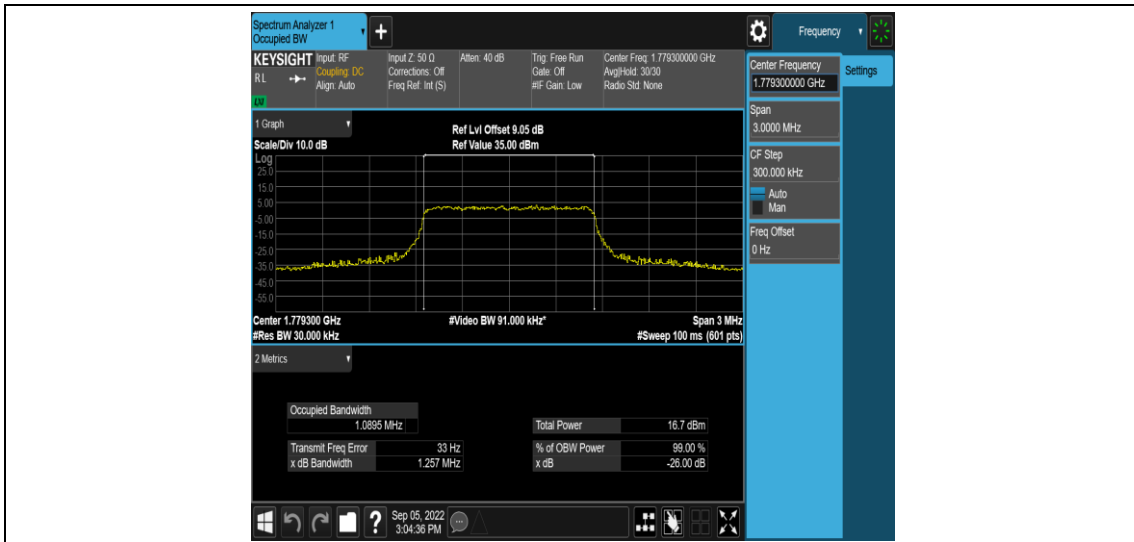 Spectrum Analyzer 1
Occupied BW
+
Frequency
KEYSIGHT
RL
LXI
Input: RF
Coupling: DC
Align: Auto
Input Z: 50 Ω
Corrections: Off
Freq Ref: Int (S)
Atten: 40 dB
Trig: Free Run
Gate: Off
#IF Gain: Low
Center Freq: 1.779300000 GHz
Avg|Hold: 30/30
Radio Std: None
Center Frequency
1.779300000 GHz
Settings
Span
3.0000 MHz
CF Step
300.000 kHz
Auto
Man
Freq Offset
0 Hz
1 Graph
Scale/Div 10.0 dB
Ref Lvl Offset 9.05 dB
Ref Value 35.00 dBm
Log
25.0
15.0
5.00
-5.00
-15.0
-25.0
-35.0
-45.0
-55.0
Center 1.779300 GHz
#Video BW 91.000 kHz*
Span 3 MHz
#Res BW 30.000 kHz
#Sweep 100 ms (601 pts)
2 Metrics
Occupied Bandwidth
1.0895 MHz
Total Power 16.7 dBm
Transmit Freq Error 33 Hz
% of OBW Power 99.00 %
x dB Bandwidth 1.257 MHz
x dB -26.00 dB
?
Sep 05, 2022
3:04:36 PM